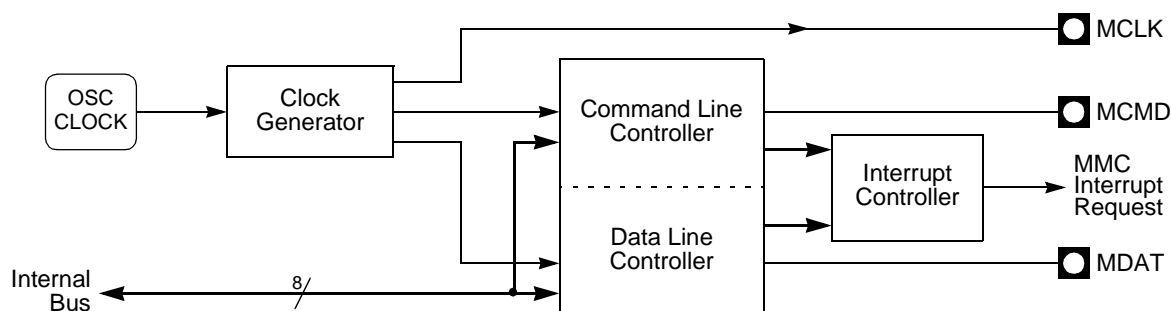 MCLK
OSC
CLOCK
Clock
Generator
Command Line
Controller
MCMD
Interrupt
Controller
MMC
Interrupt
Request
Data Line
Controller
MDAT
Internal
Bus
8